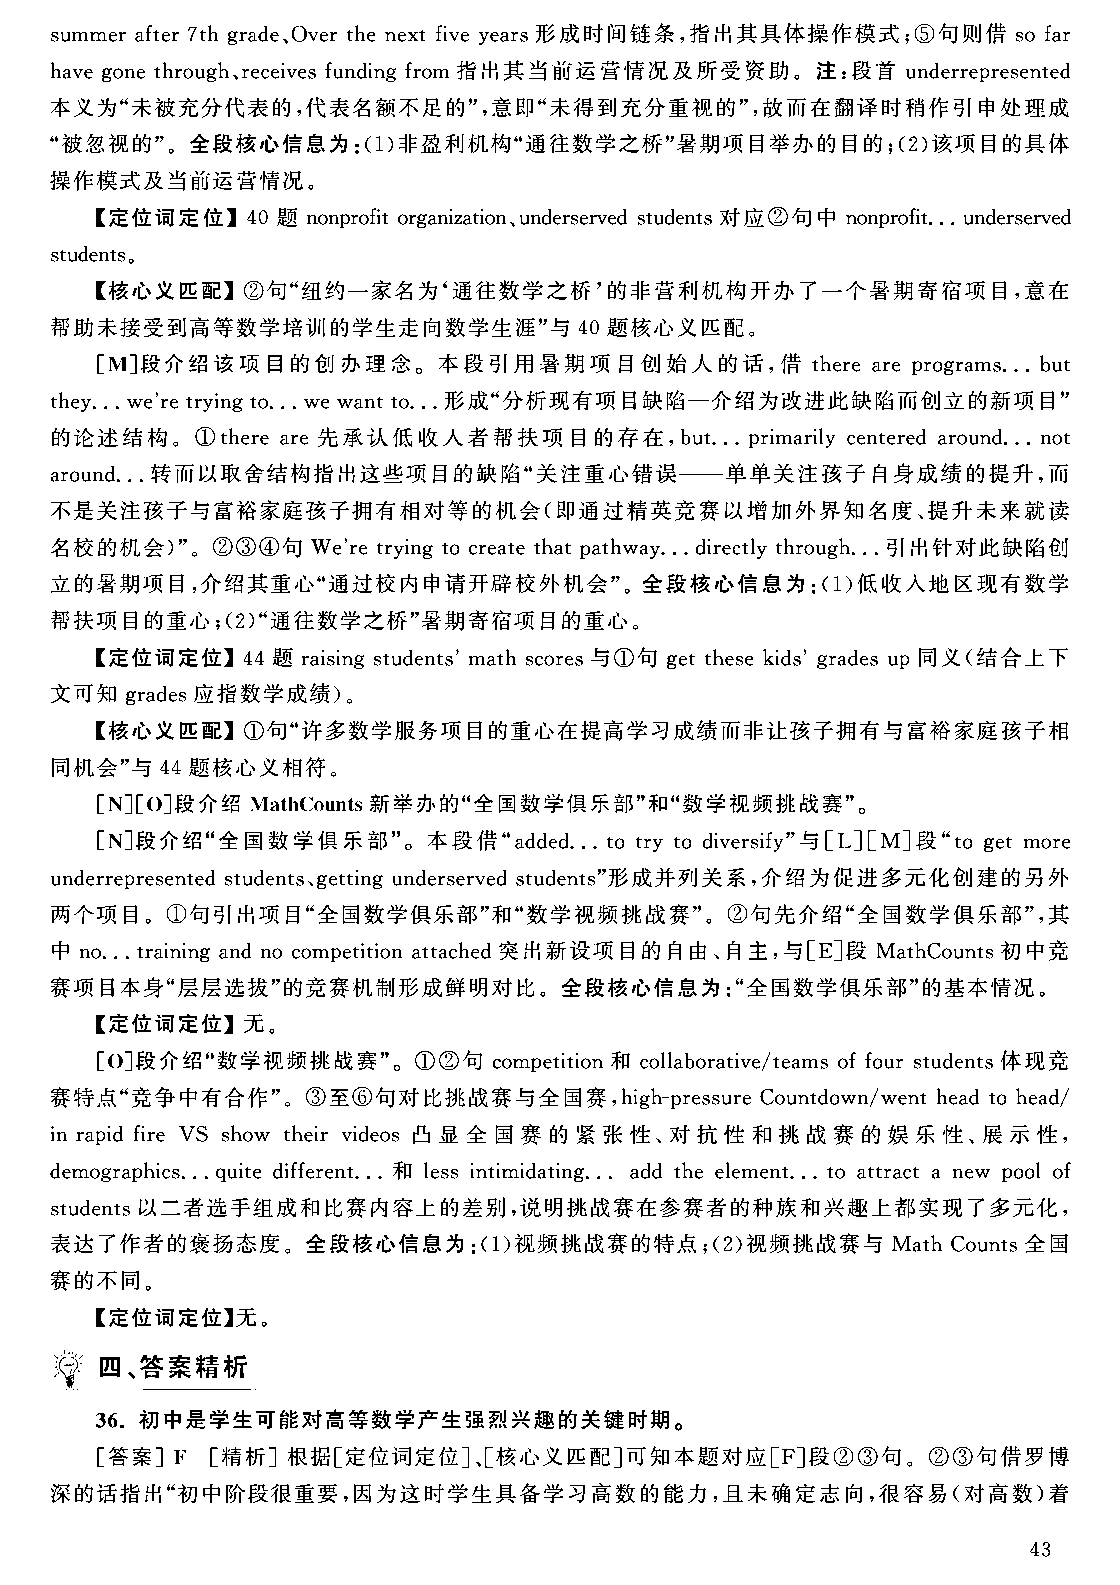 summer after 7th grade、Over the next five years 形成时间链条,指出其具体操作模式;⑤句则借 so far
have gone through、receives funding from 指出其当前运营情况及所受资助。注:段首 underrepresented
本义为“未被充分代表的,代表名额不足的”,意即“未得到充分重视的”,故而在翻译时稍作引申处理成
“被忽视的”。全段核心信息为:(1)非盈利机构“通往数学之桥”暑期项目举办的目的;(2)该项目的具体
操作模式及当前运营情况。
【定位词定位】40 题 nonprofit organization、underserved students 对应②句中 nonprofit... underserved
students。
【核心义匹配】②句“纽约一家名为‘通往数学之桥’的非营利机构开办了一个暑期寄宿项目,意在
帮助未接受到高等数学培训的学生走向数学生涯”与 40 题核心义匹配。
[M]段介绍该项目的创办理念。本段引用暑期项目创始人的话,借 there are programs... but
they... we're trying to... we want to... 形成“分析现有项目缺陷—介绍为改进此缺陷而创立的新项目”
的论述结构。①there are 先承认低收入者帮扶项目的存在,but... primarily centered around... not
around... 转而以取舍结构指出这些项目的缺陷“关注重心错误——单单关注孩子自身成绩的提升,而
不是关注孩子与富裕家庭孩子拥有相对等的机会(即通过精英竞赛以增加外界知名度、提升未来就读
名校的机会)”。②③④句 We're trying to create that pathway... directly through... 引出针对此缺陷创
立的暑期项目,介绍其重心“通过校内申请开辟校外机会”。全段核心信息为:(1)低收入地区现有数学
帮扶项目的重心;(2)“通往数学之桥”暑期寄宿项目的重心。
【定位词定位】44 题 raising students' math scores 与①句 get these kids' grades up 同义(结合上下
文可知 grades 应指数学成绩)。
【核心义匹配】①句“许多数学服务项目的重心在提高学习成绩而非让孩子拥有与富裕家庭孩子相
同机会”与 44 题核心义相符。
[N][O]段介绍 MathCounts 新举办的“全国数学俱乐部”和“数学视频挑战赛”。
[N]段介绍“全国数学俱乐部”。本段借“added... to try to diversify”与[L][M]段“to get more
underrepresented students、getting underserved students”形成并列关系,介绍为促进多元化创建的另外
两个项目。①句引出项目“全国数学俱乐部”和“数学视频挑战赛”。②句先介绍“全国数学俱乐部”,其
中 no... training and no competition attached 突出新设项目的自由、自主,与[E]段 MathCounts 初中竞
赛项目本身“层层选拔”的竞赛机制形成鲜明对比。全段核心信息为:“全国数学俱乐部”的基本情况。
【定位词定位】无。
[O]段介绍“数学视频挑战赛”。①②句 competition 和 collaborative/teams of four students 体现竞
赛特点“竞争中有合作”。③至⑥句对比挑战赛与全国赛,high-pressure Countdown/went head to head/
in rapid fire VS show their videos 凸显全国赛的紧张性、对抗性和挑战赛的娱乐性、展示性,
demographics... quite different... 和 less intimidating... add the element... to attract a new pool of
students 以二者选手组成和比赛内容上的差别,说明挑战赛在参赛者的种族和兴趣上都实现了多元化,
表达了作者的褒扬态度。全段核心信息为:(1)视频挑战赛的特点;(2)视频挑战赛与 Math Counts 全国
赛的不同。
【定位词定位】无。
四、答案精析
36. 初中是学生可能对高等数学产生强烈兴趣的关键时期。
[答案] F [精析] 根据[定位词定位]、[核心义匹配]可知本题对应[F]段②③句。②③句借罗博
深的话指出“初中阶段很重要,因为这时学生具备学习高数的能力,且未确定志向,很容易(对高数)着
43